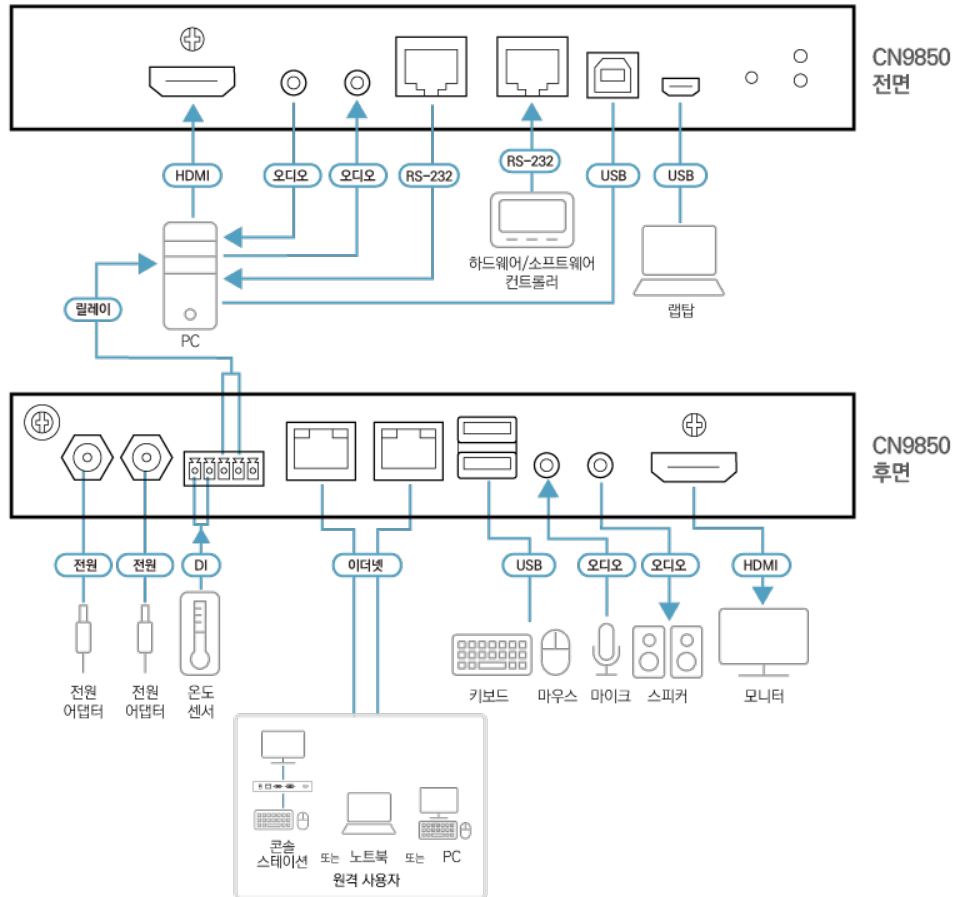 CN9850
전면
HDMI
오디오
오디오
RS-232
RS-232
USB
USB
하드웨어/소프트웨어
컨트롤러
랩탑
릴레이
PC
CN9850
후면
전원
전원
DI
이더넷
USB
오디오
오디오
HDMI
전원
어댑터
전원
어댑터
온도
센서
키보드
마우스
마이크
스피커
모니터
콘솔
스테이션
또는
노트북
또는
PC
원격 사용자